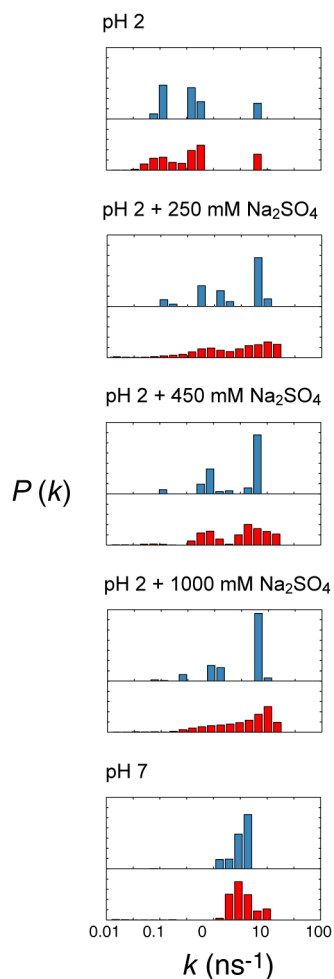 pH 2
pH 2 + 250 mM Na₂SO₄
pH 2 + 450 mM Na₂SO₄
P (k)
pH 2 + 1000 mM Na₂SO₄
pH 7
0.01 0.1 0 10 100
k (ns⁻¹)